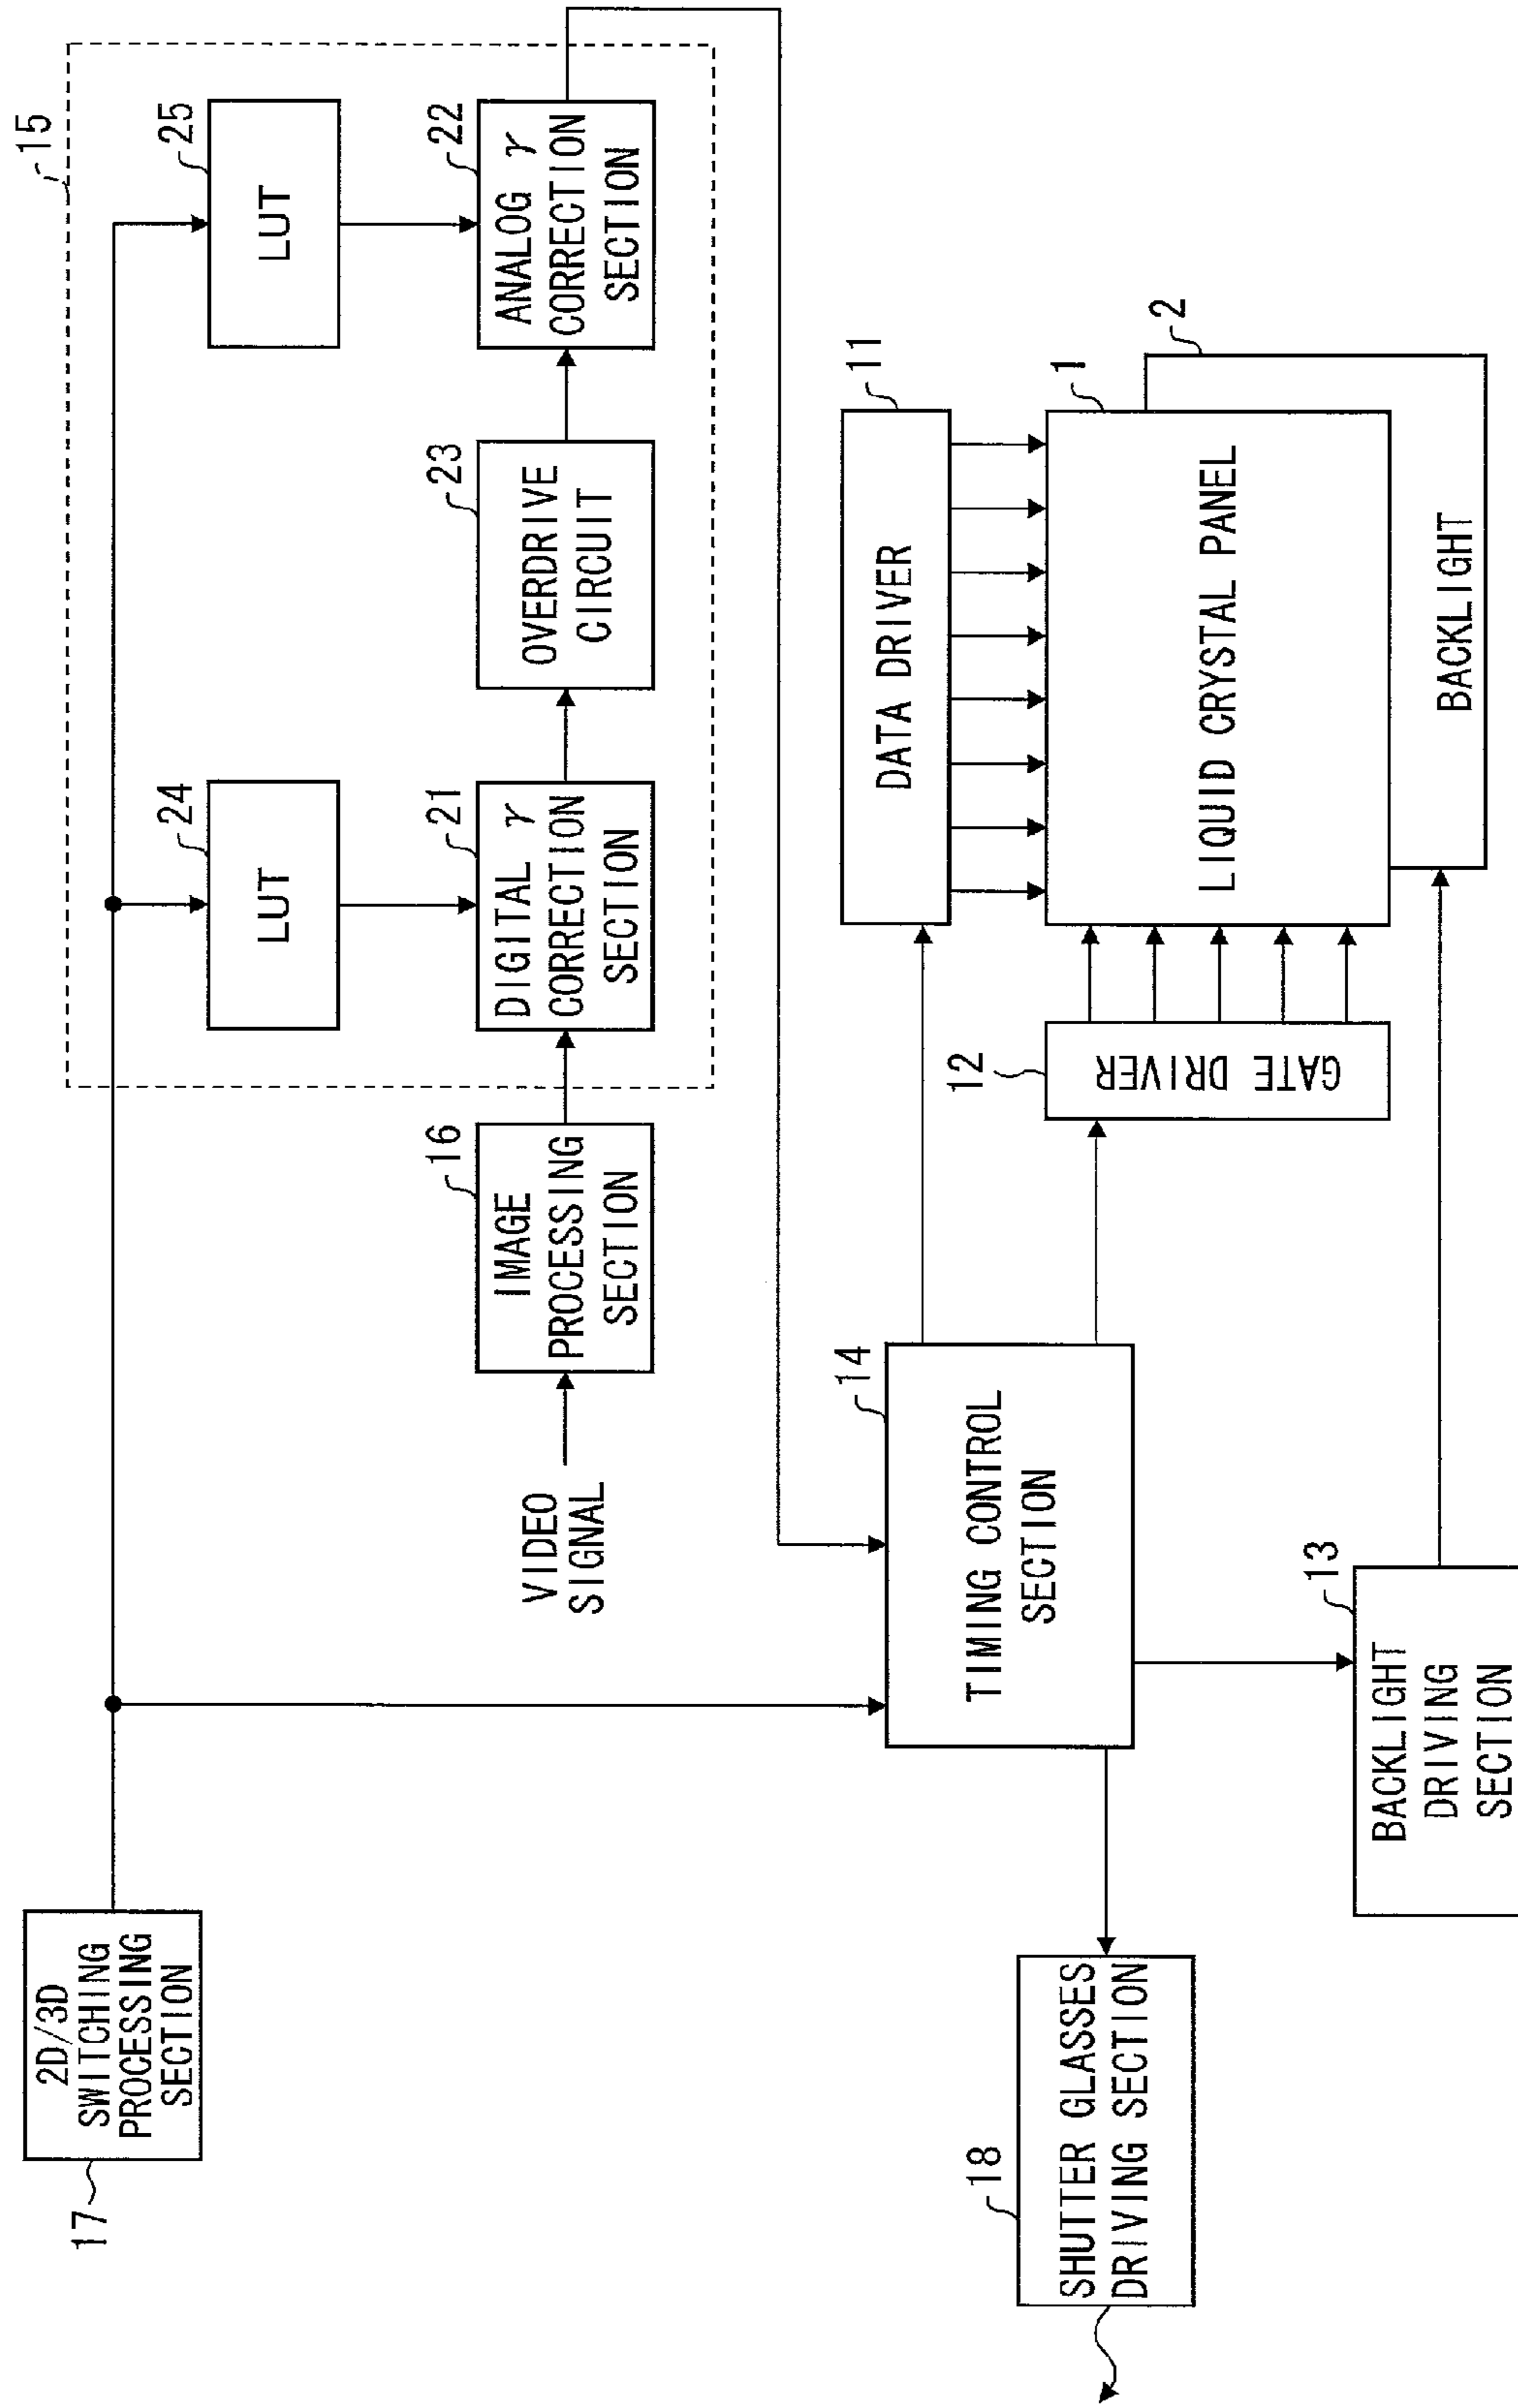 15
2D/3D
SWITCHING
PROCESSING
SECTION
17
24
LUT
25
LUT
VIDEO
SIGNAL
16
IMAGE
PROCESSING
SECTION
21
DIGITAL γ
CORRECTION
SECTION
23
OVERDRIVE
CIRCUIT
22
ANALOG γ
CORRECTION
SECTION
14
TIMING CONTROL
SECTION
11
DATA DRIVER
12
GATE DRIVER
1
LIQUID CRYSTAL PANEL
2
BACKLIGHT
18
SHUTTER GLASSES
DRIVING SECTION
13
BACKLIGHT
DRIVING
SECTION